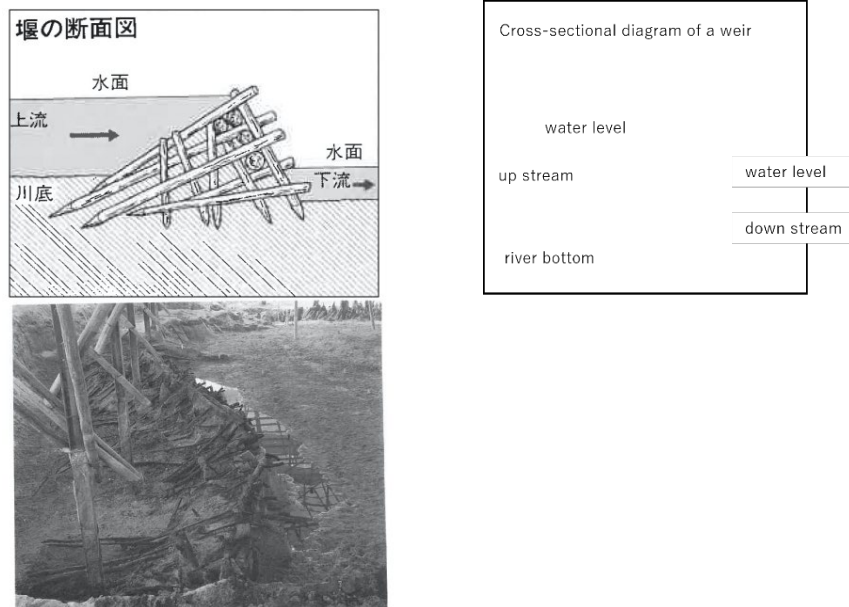 堰の断面図
水面
上流
水面
下流
川底
Cross-sectional diagram of a weir
water level
up stream
water level
down stream
river bottom